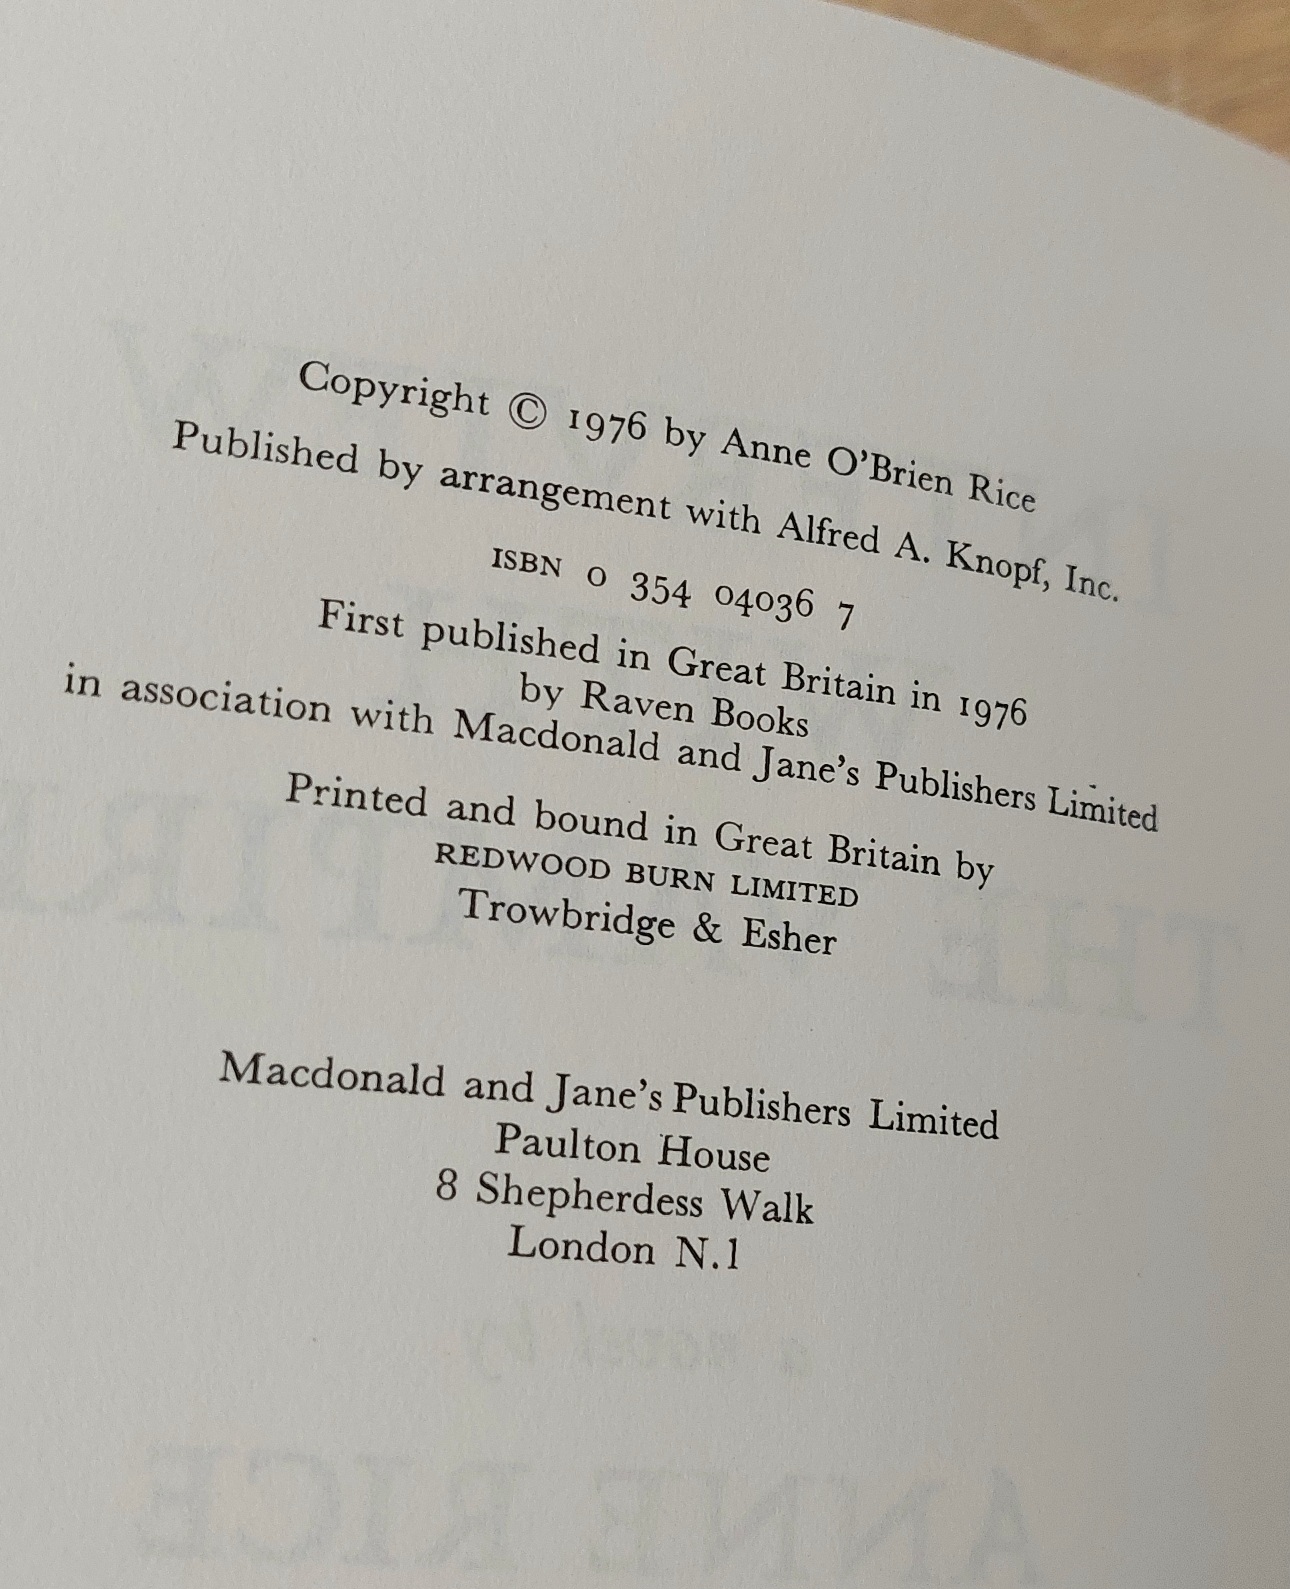 Copyright © 1976 by Anne O'Brien Rice
Published by arrangement with Alfred A. Knopf, Inc.
ISBN 0 354 04036 7
First published in Great Britain in 1976
by Raven Books
in association with Macdonald and Jane's Publishers Limited
Printed and bound in Great Britain by
REDWOOD BURN LIMITED
Trowbridge & Esher
Macdonald and Jane's Publishers Limited
Paulton House
8 Shepherdess Walk
London N.1